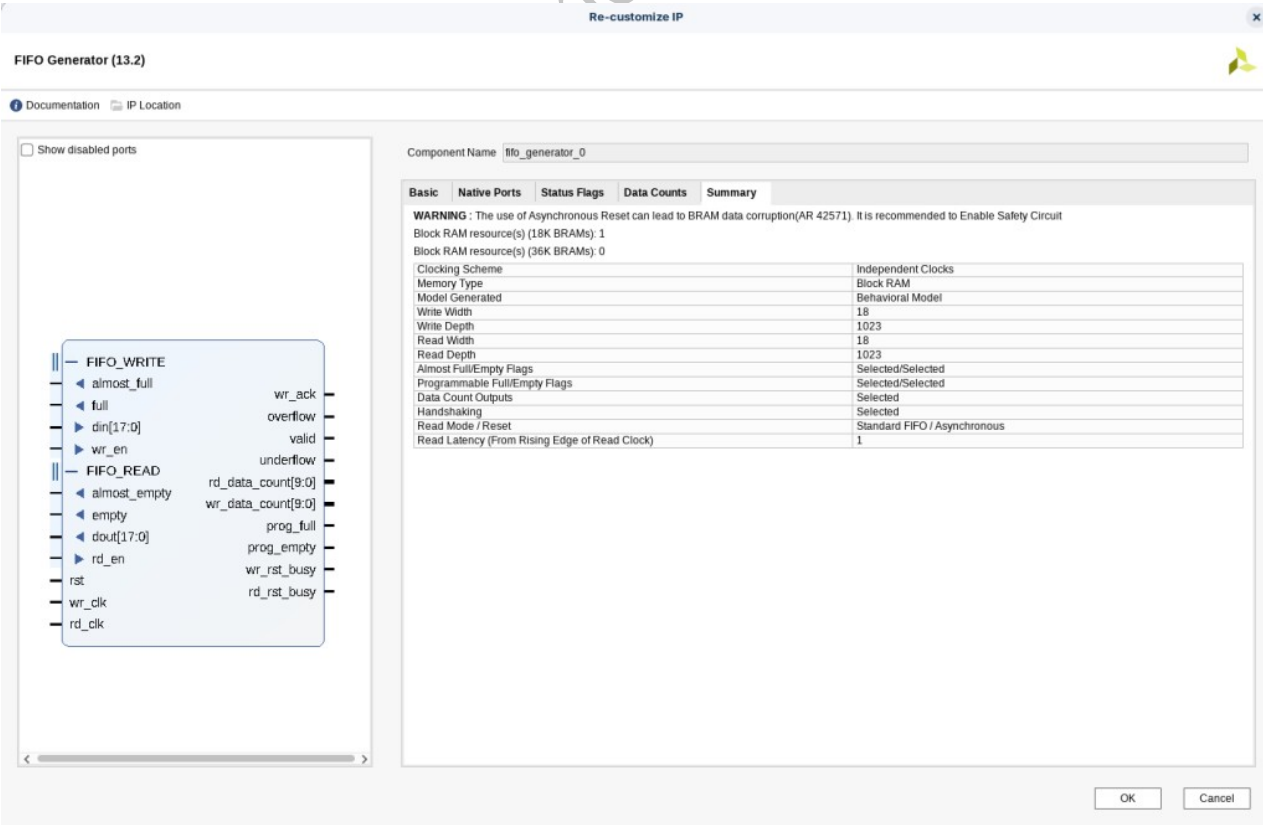 Re-customize IP
FIFO Generator (13.2)
Documentation IP Location
Show disabled ports
FIFO_WRITE
almost_full
full
din[17:0]
wr_en
FIFO_READ
almost_empty
empty
dout[17:0]
rd_en
rst
wr_clk
rd_clk
wr_ack
overflow
valid
underflow
rd_data_count[9:0]
wr_data_count[9:0]
prog_full
prog_empty
wr_rst_busy
rd_rst_busy
Component Name fifo_generator_0
Basic Native Ports Status Flags Data Counts Summary
WARNING : The use of Asynchronous Reset can lead to BRAM data corruption(AR 42571). It is recommended to Enable Safety Circuit
Block RAM resource(s) (18K BRAMs): 1
Block RAM resource(s) (36K BRAMs): 0
Clocking Scheme Independent Clocks
Memory Type Block RAM
Model Generated Behavioral Model
Write Width 18
Write Depth 1023
Read Width 18
Read Depth 1023
Almost Full/Empty Flags Selected/Selected
Programmable Full/Empty Flags Selected/Selected
Data Count Outputs Selected
Handshaking Selected
Read Mode / Reset Standard FIFO / Asynchronous
Read Latency (From Rising Edge of Read Clock) 1
OK Cancel